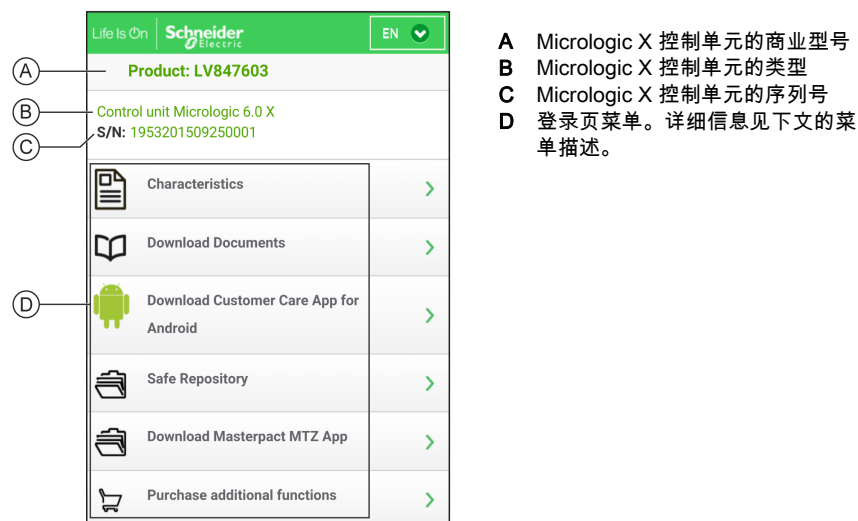 Life Is On | Schneider Electric
EN
A
Product: LV847603
B
Control unit Micrologic 6.0 X
C
S/N: 1953201509250001
Characteristics
Download Documents
D
Download Customer Care App for
Android
Safe Repository
Download Masterpact MTZ App
Purchase additional functions
A Micrologic X 控制单元的商业型号
B Micrologic X 控制单元的类型
C Micrologic X 控制单元的序列号
D 登录页菜单。详细信息见下文的菜
单描述。